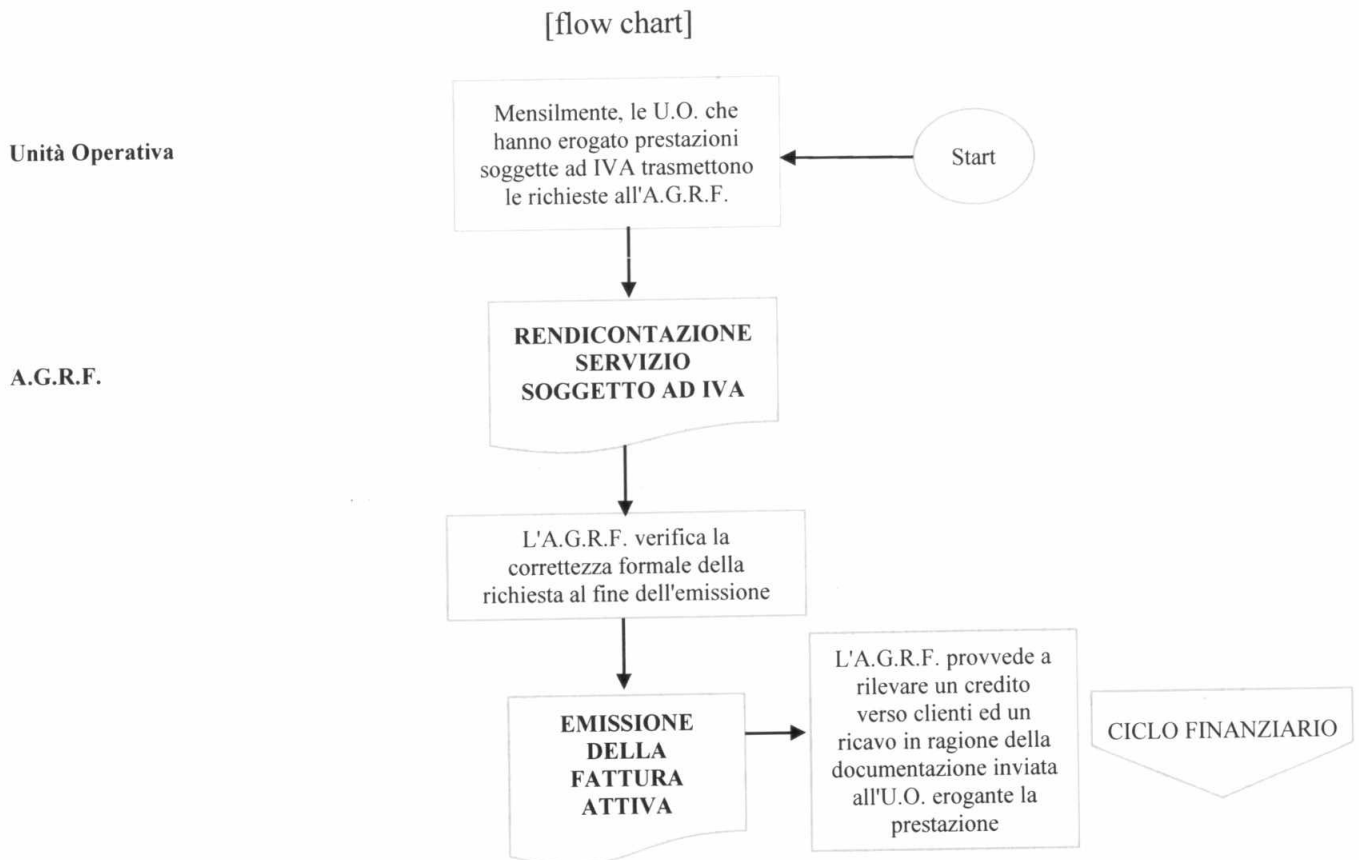 [flow chart]
Unità Operativa
Mensilmente, le U.O. che
hanno erogato prestazioni
soggette ad IVA trasmettono
le richieste all'A.G.R.F.
Start
A.G.R.F.
RENDICONTAZIONE
SERVIZIO
SOGGETTO AD IVA
L'A.G.R.F. verifica la
correttezza formale della
richiesta al fine dell'emissione
EMISSIONE
DELLA
FATTURA
ATTIVA
L'A.G.R.F. provvede a
rilevare un credito
verso clienti ed un
ricavo in ragione della
documentazione inviata
all'U.O. erogante la
prestazione
CICLO FINANZIARIO